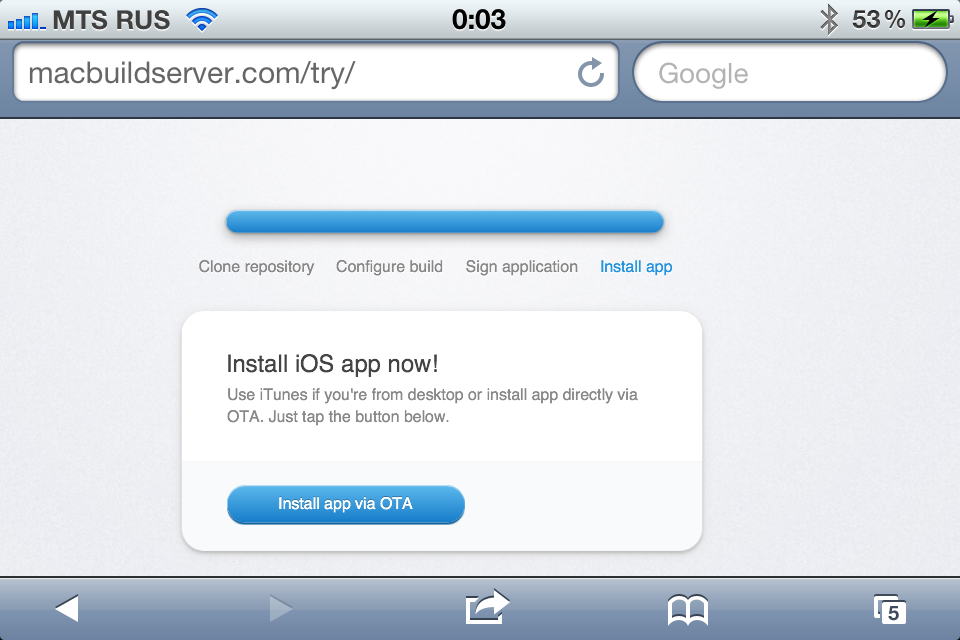 MTS RUS 0:03 53 %
macbuildserver.com/try/ Google
Clone repository Configure build Sign application Install app
Install iOS app now!
Use iTunes if you're from desktop or install app directly via
OTA. Just tap the button below.
Install app via OTA
5